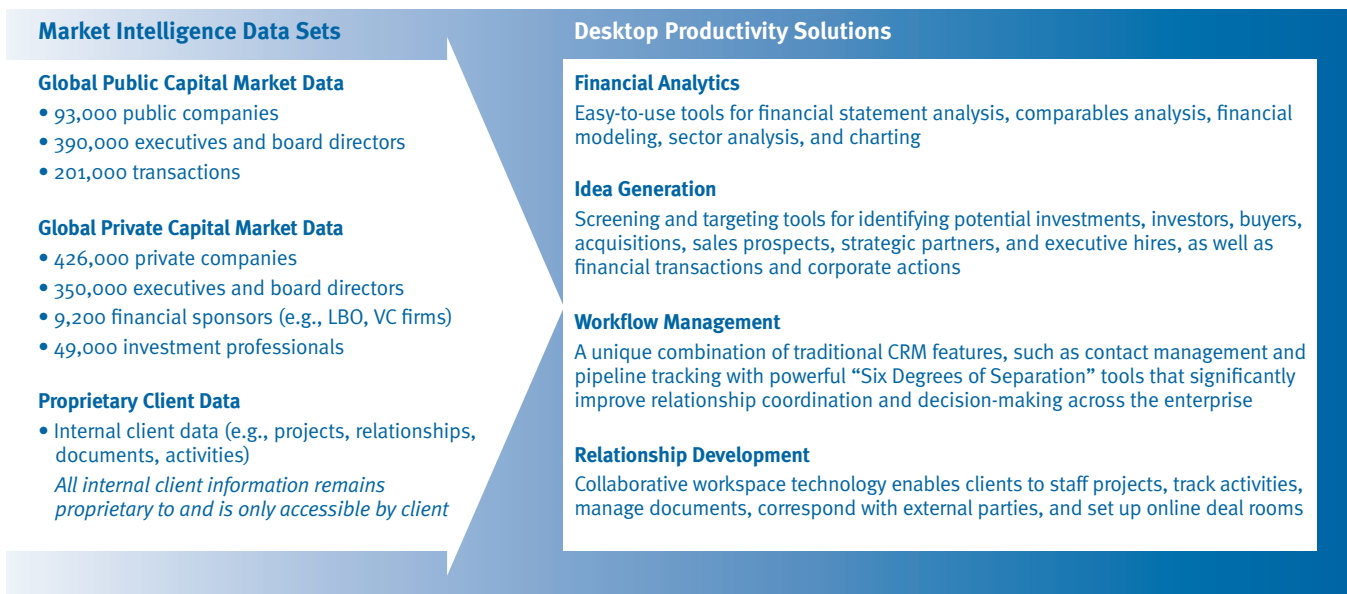 Market Intelligence Data Sets
Global Public Capital Market Data
• 93,000 public companies
• 390,000 executives and board directors
• 201,000 transactions
Global Private Capital Market Data
• 426,000 private companies
• 350,000 executives and board directors
• 9,200 financial sponsors (e.g., LBO, VC firms)
• 49,000 investment professionals
Proprietary Client Data
• Internal client data (e.g., projects, relationships,
documents, activities)
All internal client information remains
proprietary to and is only accessible by client
Desktop Productivity Solutions
Financial Analytics
Easy-to-use tools for financial statement analysis, comparables analysis, financial
modeling, sector analysis, and charting
Idea Generation
Screening and targeting tools for identifying potential investments, investors, buyers,
acquisitions, sales prospects, strategic partners, and executive hires, as well as
financial transactions and corporate actions
Workflow Management
A unique combination of traditional CRM features, such as contact management and
pipeline tracking with powerful “Six Degrees of Separation” tools that significantly
improve relationship coordination and decision-making across the enterprise
Relationship Development
Collaborative workspace technology enables clients to staff projects, track activities,
manage documents, correspond with external parties, and set up online deal rooms